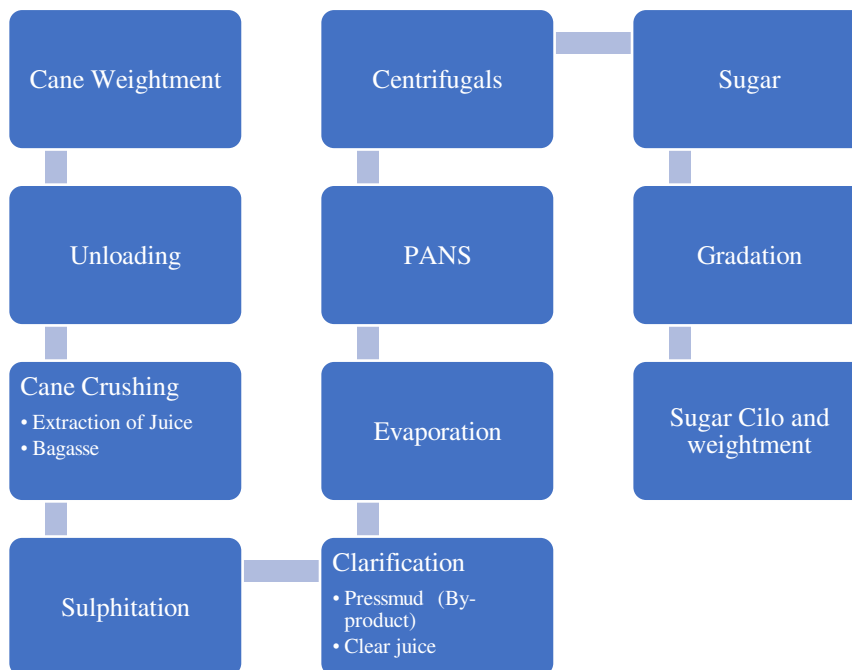 Cane Weightment
Unloading
Cane Crushing
• Extraction of Juice
• Bagasse
Sulphitation
Clarification
• Pressmud (By-
product)
• Clear juice
Evaporation
PANS
Centrifugals
Sugar
Gradation
Sugar Cilo and
weightment